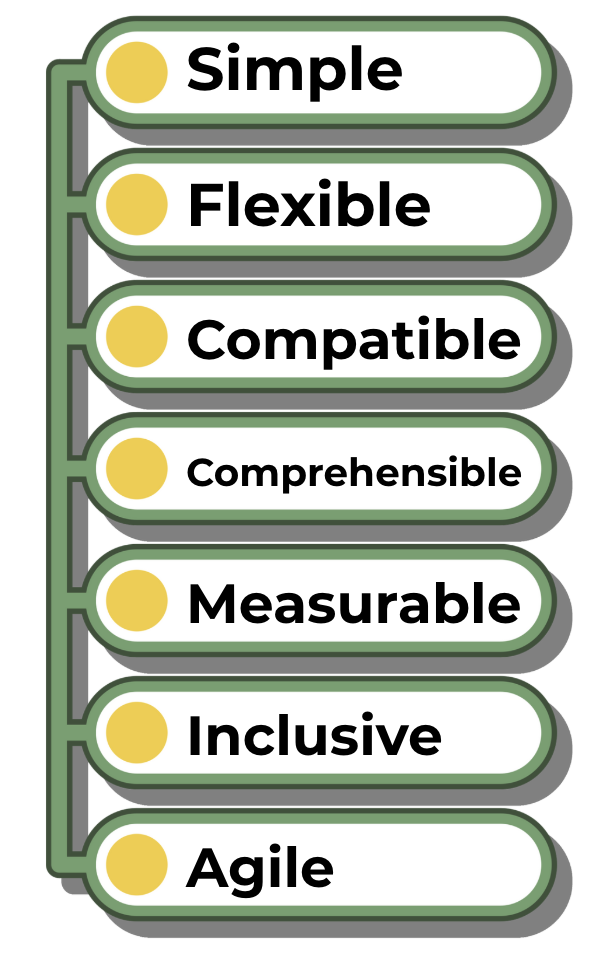 Simple
Flexible
Compatible
Comprehensible
Measurable
Inclusive
Agile